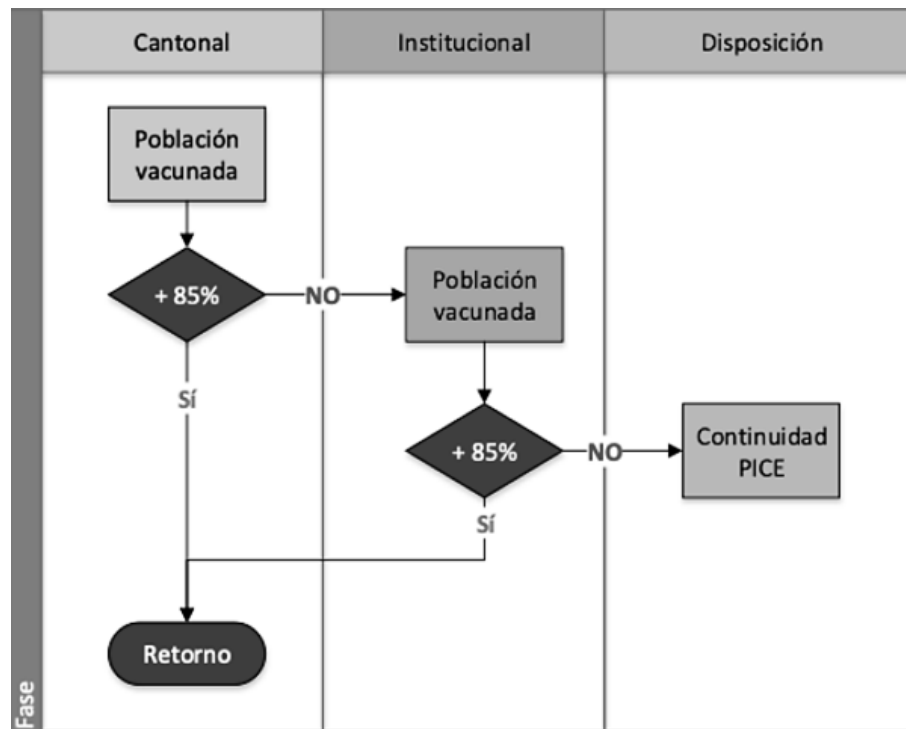 Cantonal
Institucional
Disposición
Población
vacunada
+ 85%
NO
Población
vacunada
Sí
+ 85%
NO
Continuidad
PICE
Sí
Retorno
Fase